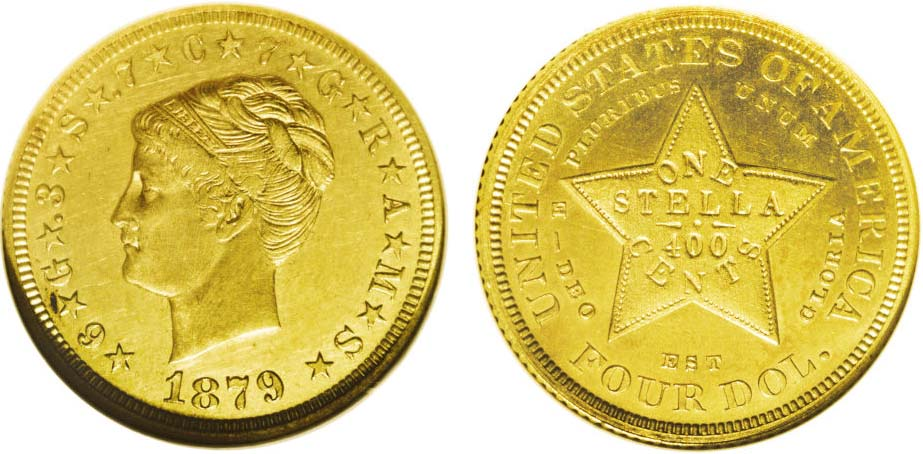 6★G★.3★S★.7★C★7★G★R★A★M★S
1879
UNITED STATES OF AMERICA
E PLURIBUS UNUM
ONE
STELLA
400
CENTS
DEO EST GLORIA
FOUR DOL.